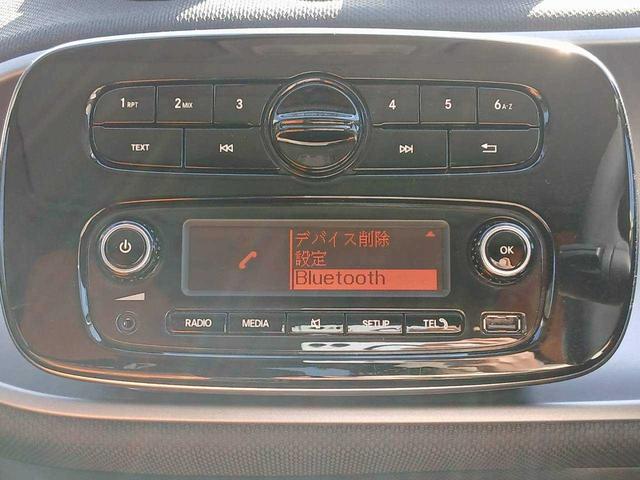 1 RPT 2 MIX 3 4 5 6 A-Z
TEXT
デバイス削除
設定
Bluetooth
OK
RADIO MEDIA SETUP TEL